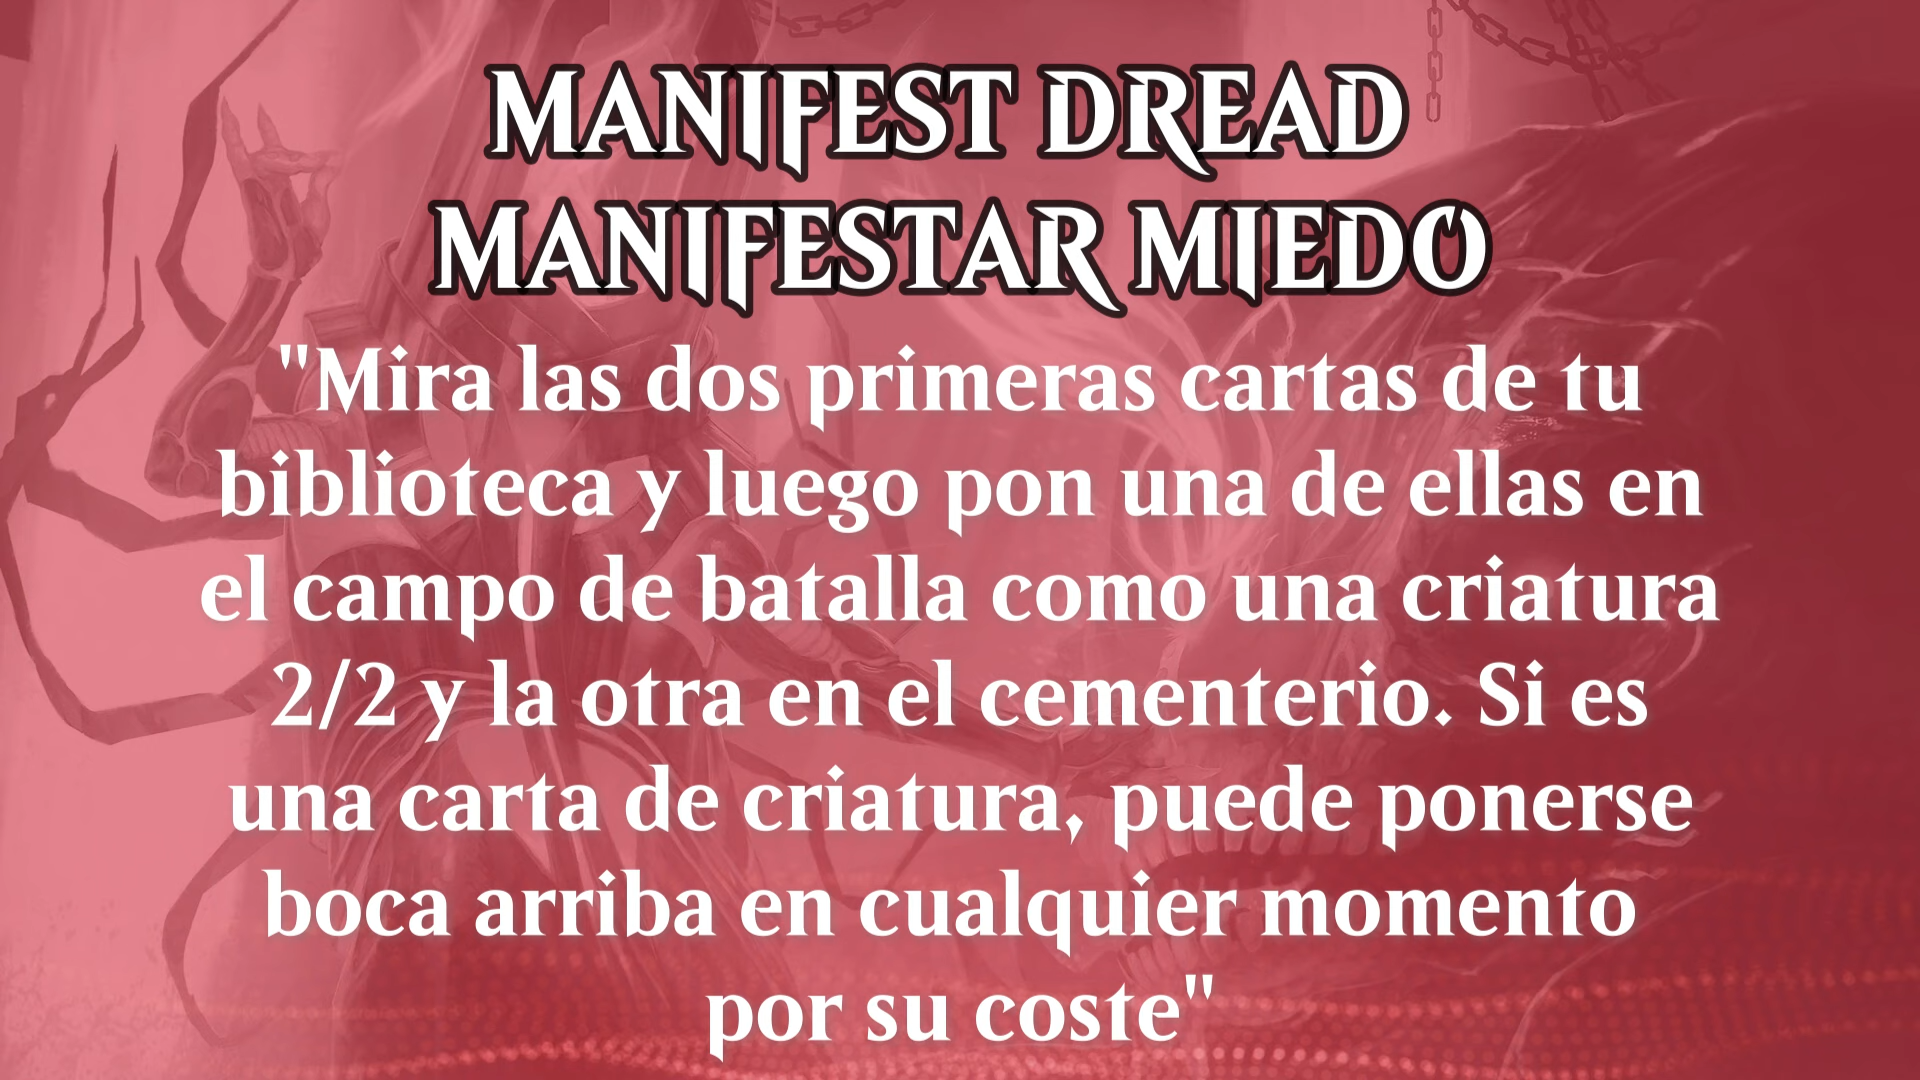 MANIFEST DREAD
MANIFESTAR MIEDO
"Mira las dos primeras cartas de tu
biblioteca y luego pon una de ellas en
el campo de batalla como una criatura
2/2 y la otra en el cementerio. Si es
una carta de criatura, puede ponerse
boca arriba en cualquier momento
por su coste"